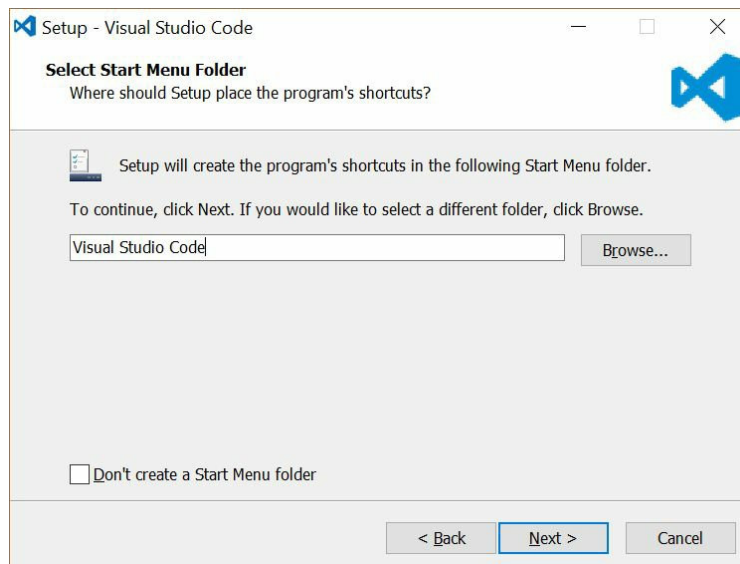 Setup - Visual Studio Code
Select Start Menu Folder
Where should Setup place the program's shortcuts?
Setup will create the program's shortcuts in the following Start Menu folder.
To continue, click Next. If you would like to select a different folder, click Browse.
Visual Studio Code
Browse...
Don't create a Start Menu folder
< Back
Next >
Cancel